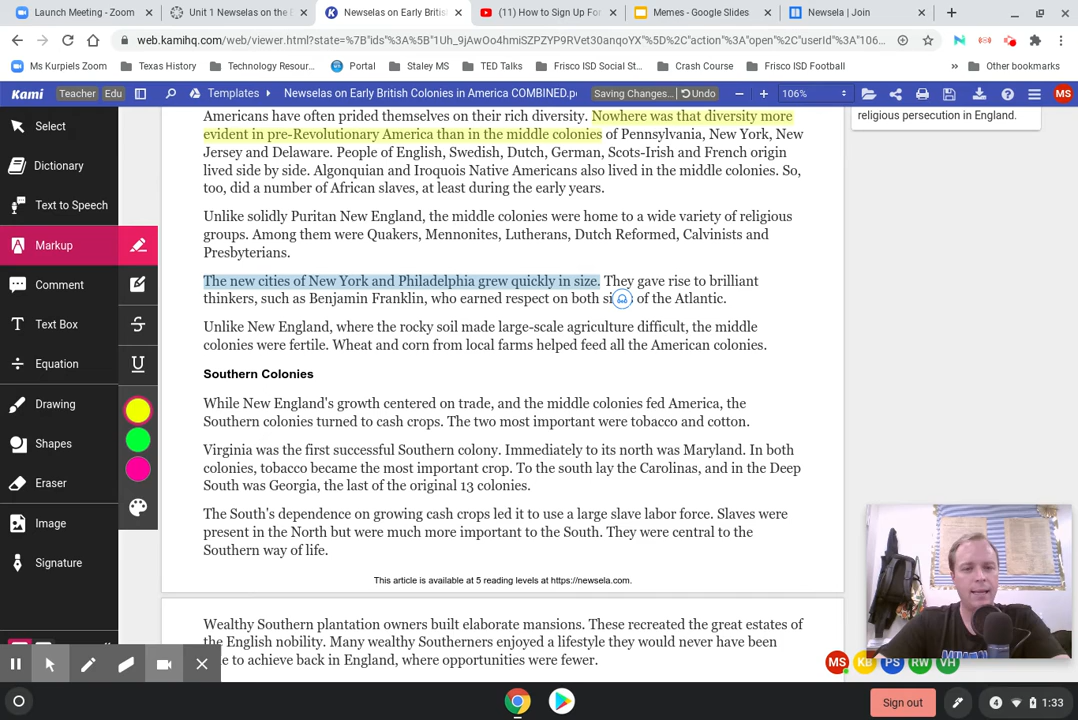 Launch Meeting - Zoom
Unit 1 Newselas on the E
Newselas on Early Britis
(11) How to Sign Up For
Memes - Google Slides
Newsela | Join
web.kamihq.com/web/viewer.html?state=%7B"ids"%3A%5B"1Uh_9jAwOo4hmiSZPZYP9RVet30anqoYX"%5D%2C"action"%3A"open"%2C"userId"%3A"106...
Ms Kurpiels Zoom
Texas History
Technology Resour...
Portal
Staley MS
TED Talks
Frisco ISD Social St...
Crash Course
Frisco ISD Football
»
Other bookmarks
Kami
Teacher
Edu
Templates
Newselas on Early British Colonies in America COMBINED.p
Saving Changes...
Undo
106%
MS
Select
Dictionary
Text to Speech
Markup
Comment
Text Box
Equation
Drawing
Shapes
Eraser
Image
Signature
Americans have often prided themselves on their rich diversity. Nowhere was that diversity more
evident in pre-Revolutionary America than in the middle colonies of Pennsylvania, New York, New
Jersey and Delaware. People of English, Swedish, Dutch, German, Scots-Irish and French origin
lived side by side. Algonquian and Iroquois Native Americans also lived in the middle colonies. So,
too, did a number of African slaves, at least during the early years.
Unlike solidly Puritan New England, the middle colonies were home to a wide variety of religious
groups. Among them were Quakers, Mennonites, Lutherans, Dutch Reformed, Calvinists and
Presbyterians.
The new cities of New York and Philadelphia grew quickly in size. They gave rise to brilliant
thinkers, such as Benjamin Franklin, who earned respect on both of the Atlantic.
Unlike New England, where the rocky soil made large-scale agriculture difficult, the middle
colonies were fertile. Wheat and corn from local farms helped feed all the American colonies.
Southern Colonies
While New England's growth centered on trade, and the middle colonies fed America, the
Southern colonies turned to cash crops. The two most important were tobacco and cotton.
Virginia was the first successful Southern colony. Immediately to its north was Maryland. In both
colonies, tobacco became the most important crop. To the south lay the Carolinas, and in the Deep
South was Georgia, the last of the original 13 colonies.
The South's dependence on growing cash crops led it to use a large slave labor force. Slaves were
present in the North but were much more important to the South. They were central to the
Southern way of life.
This article is available at 5 reading levels at https://newsela.com.
Wealthy Southern plantation owners built elaborate mansions. These recreated the great estates of
the English nobility. Many wealthy Southerners enjoyed a lifestyle they would never have been
to achieve back in England, where opportunities were fewer.
religious persecution in England.
MS
KB
PS
RW
VH
Sign out
4
1:33